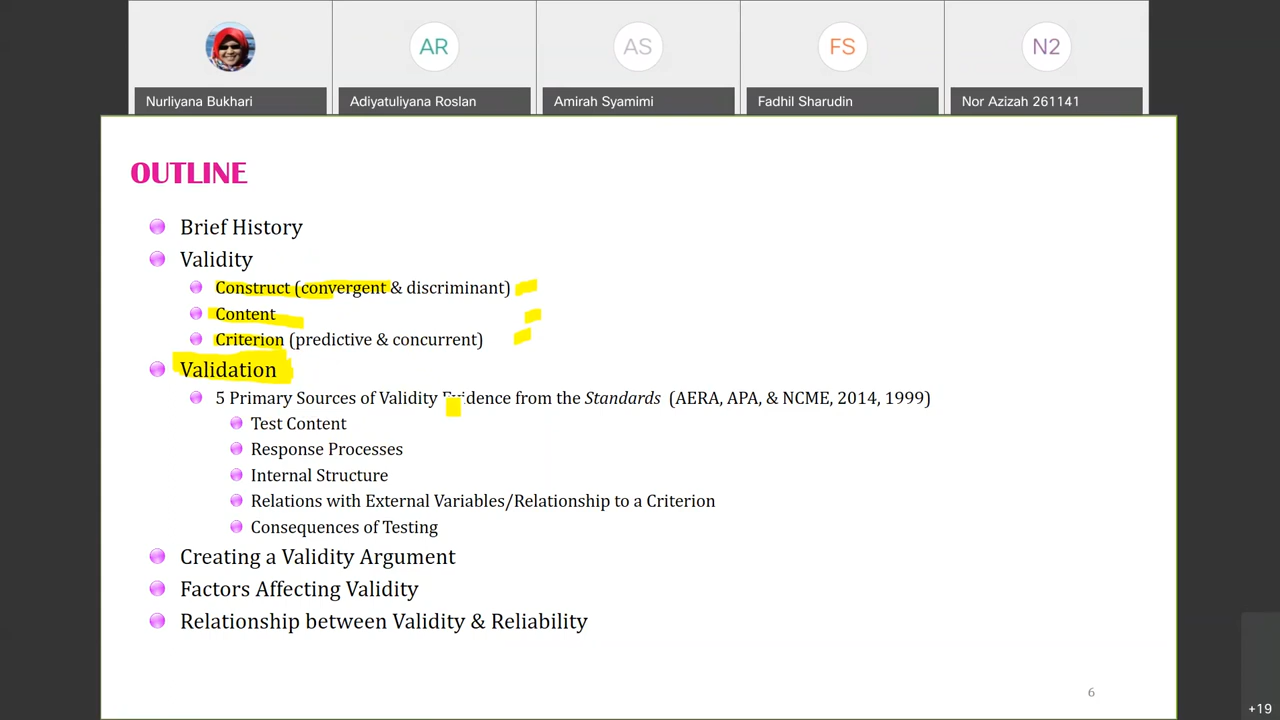 AR
AS
FS
N2
Nurliyana Bukhari
Adiyatuliyana Roslan
Amirah Syamimi
Fadhil Sharudin
Nor Azizah 261141
OUTLINE
Brief History
Validity
Construct (convergent & discriminant)
Content
Criterion (predictive & concurrent)
Validation
5 Primary Sources of Validity Evidence from the Standards (AERA, APA, & NCME, 2014, 1999)
Test Content
Response Processes
Internal Structure
Relations with External Variables/Relationship to a Criterion
Consequences of Testing
Creating a Validity Argument
Factors Affecting Validity
Relationship between Validity & Reliability
6
+19